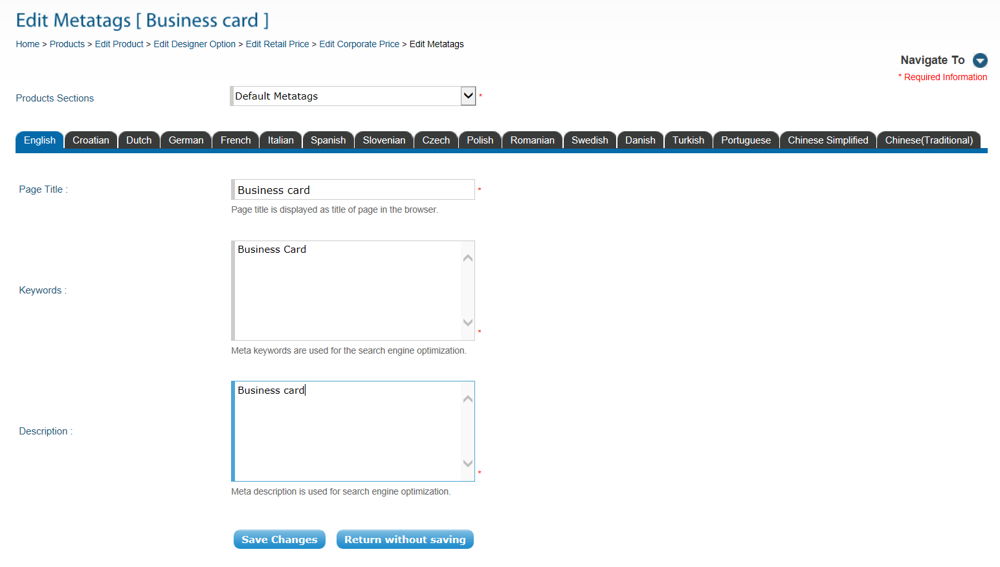 Edit Metatags [ Business card ]
Home > Products > Edit Product > Edit Designer Option > Edit Retail Price > Edit Corporate Price > Edit Metatags
Navigate To
* Required Information
Products Sections
Default Metatags *
English Croatian Dutch German French Italian Spanish Slovenian Czech Polish Romanian Swedish Danish Turkish Portuguese Chinese Simplified Chinese(Traditional)
Page Title :
Business card *
Page title is displayed as title of page in the browser.
Keywords :
Business Card
*
Meta keywords are used for the search engine optimization.
Description :
Business card
*
Meta description is used for search engine optimization.
Save Changes
Return without saving